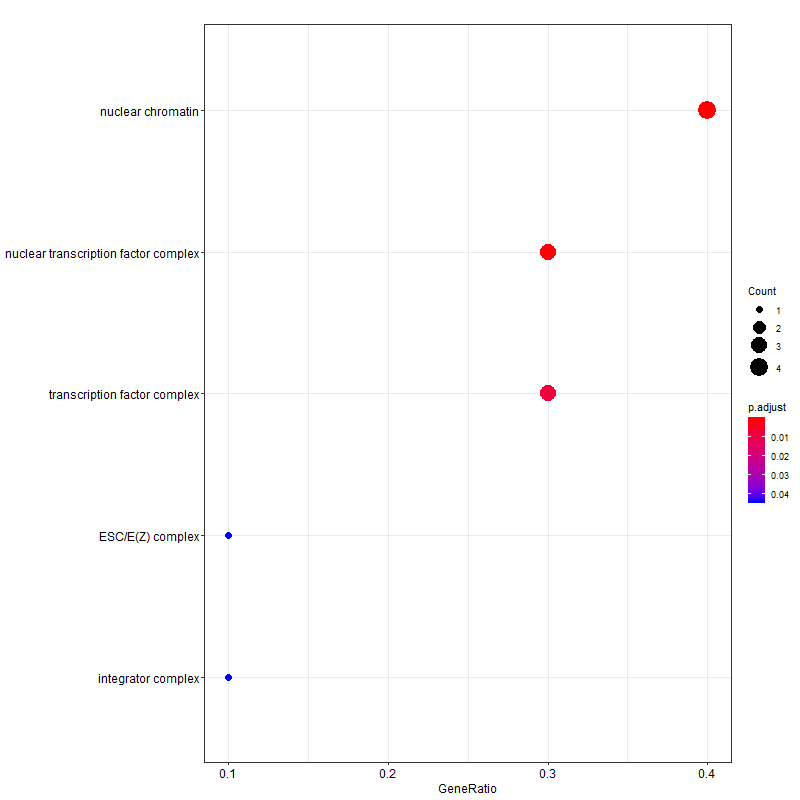 nuclear chromatin
nuclear transcription factor complex
transcription factor complex
ESC/E(Z) complex
integrator complex
0.1 0.2 0.3 0.4
GeneRatio
Count
1
2
3
4
p.adjust
0.01
0.02
0.03
0.04